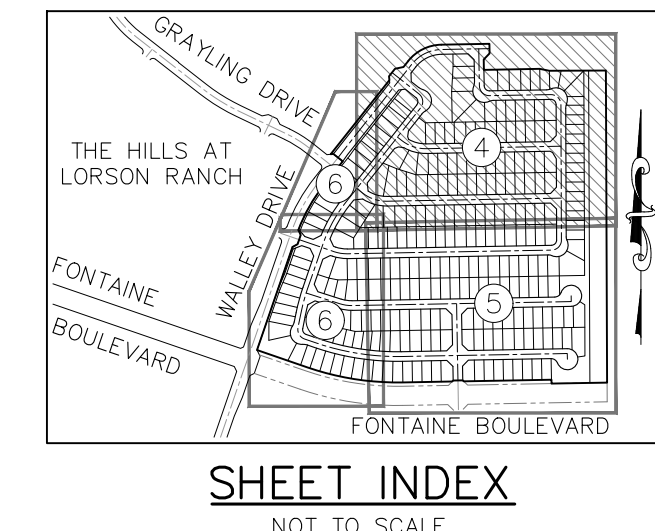 GRAYLING DRIVE
THE HILLS AT
LORSON RANCH
WALLEY DRIVE
FONTAINE
BOULEVARD
4
6
5
6
FONTAINE BOULEVARD
SHEET INDEX
NOT TO SCALE